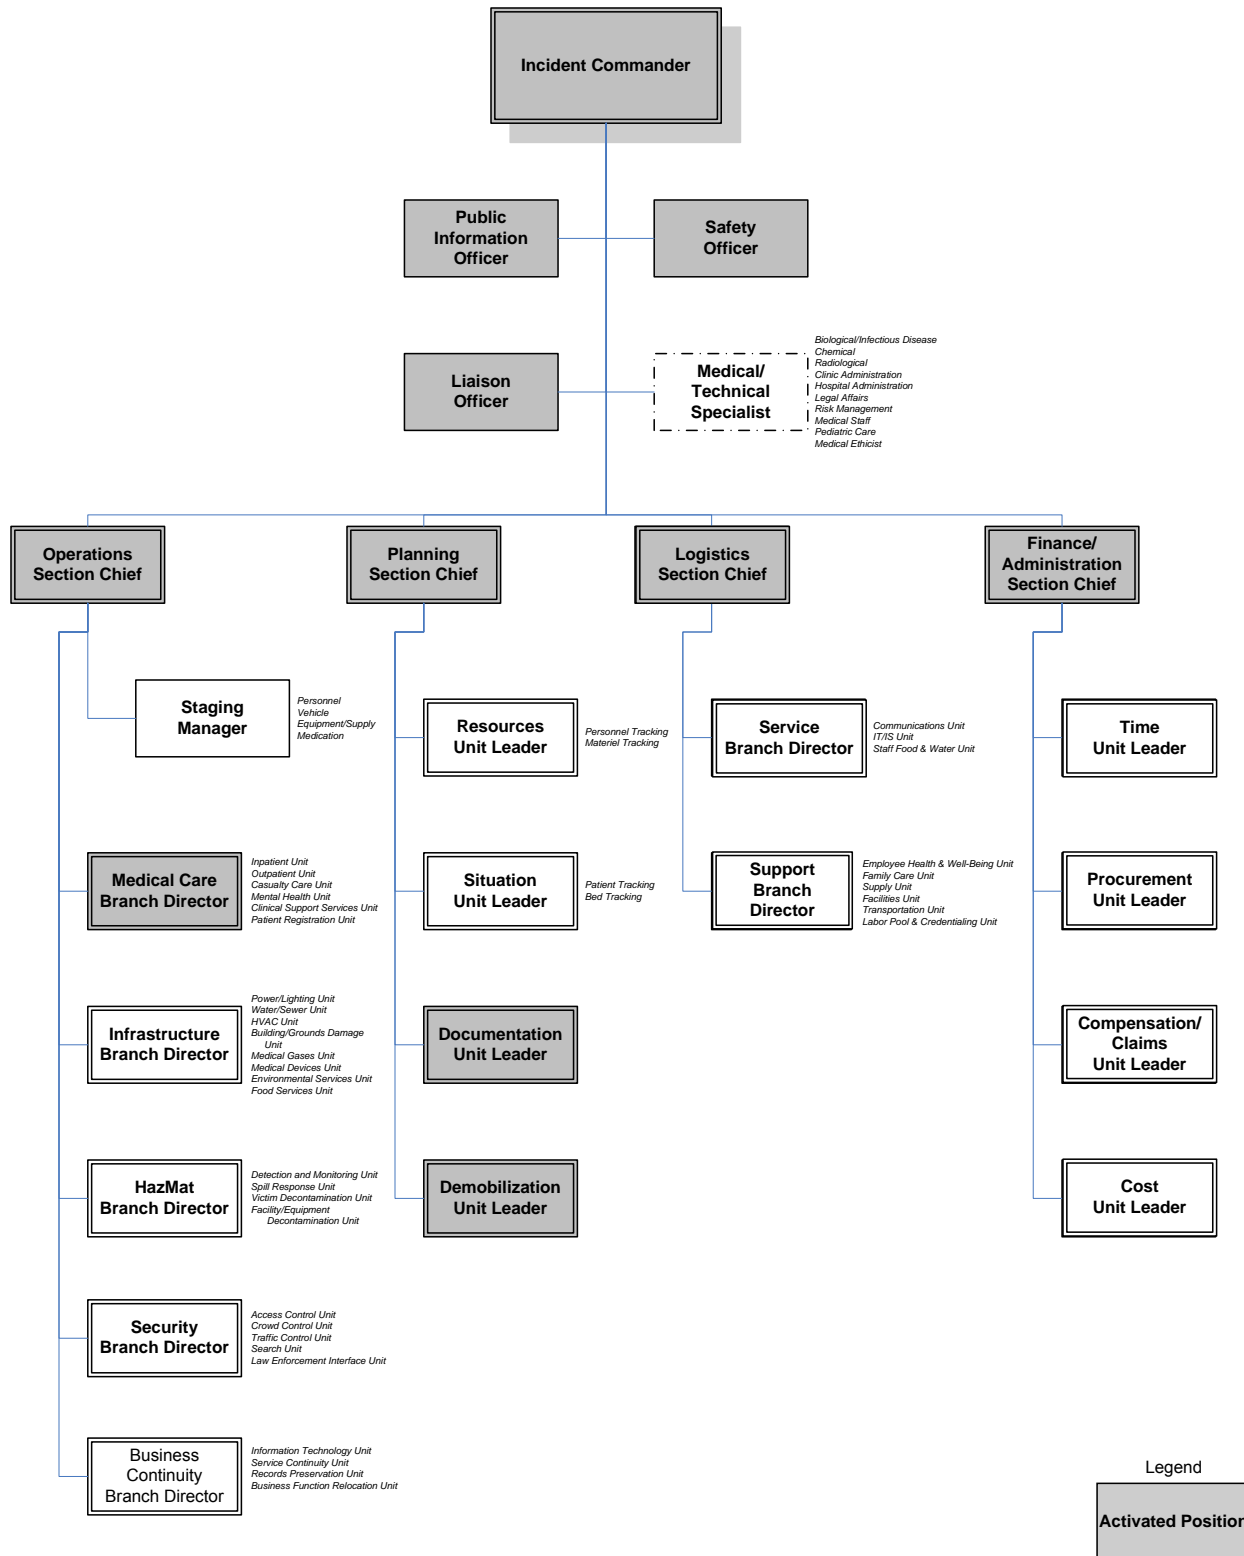 Incident Commander
Public
Information
Officer
Safety
Officer
Liaison
Officer
Medical/
Technical
Specialist
Biological/Infectious Disease
Chemical
Radiological
Clinic Administration
Hospital Administration
Legal Affairs
Risk Management
Medical Staff
Pediatric Care
Medical Ethicist
Operations
Section Chief
Planning
Section Chief
Logistics
Section Chief
Finance/
Administration
Section Chief
Staging
Manager
Personnel
Vehicle
Equipment/Supply
Medication
Resources
Unit Leader
Personnel Tracking
Materiel Tracking
Service
Branch Director
Communications Unit
IT/IS Unit
Staff Food & Water Unit
Time
Unit Leader
Medical Care
Branch Director
Inpatient Unit
Outpatient Unit
Casualty Care Unit
Mental Health Unit
Clinical Support Services Unit
Patient Registration Unit
Situation
Unit Leader
Patient Tracking
Bed Tracking
Support
Branch
Director
Employee Health & Well-Being Unit
Family Care Unit
Supply Unit
Facilities Unit
Transportation Unit
Labor Pool & Credentialing Unit
Procurement
Unit Leader
Infrastructure
Branch Director
Power/Lighting Unit
Water/Sewer Unit
HVAC Unit
Building/Grounds Damage
Unit
Medical Gases Unit
Medical Devices Unit
Environmental Services Unit
Food Services Unit
Documentation
Unit Leader
Compensation/
Claims
Unit Leader
HazMat
Branch Director
Detection and Monitoring Unit
Spill Response Unit
Victim Decontamination Unit
Facility/Equipment
Decontamination Unit
Demobilization
Unit Leader
Cost
Unit Leader
Security
Branch Director
Access Control Unit
Crowd Control Unit
Traffic Control Unit
Search Unit
Law Enforcement Interface Unit
Business
Continuity
Branch Director
Information Technology Unit
Service Continuity Unit
Records Preservation Unit
Business Function Relocation Unit
Legend
Activated Position